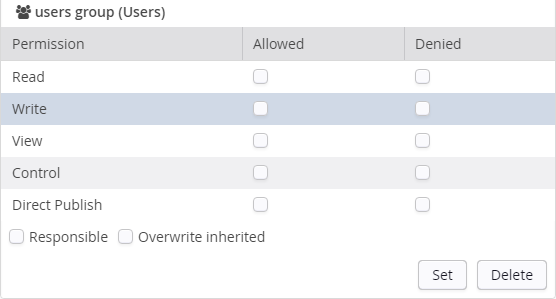 users group (Users)
Permission Allowed Denied
Read
Write
View
Control
Direct Publish
Responsible Overwrite inherited
Set Delete